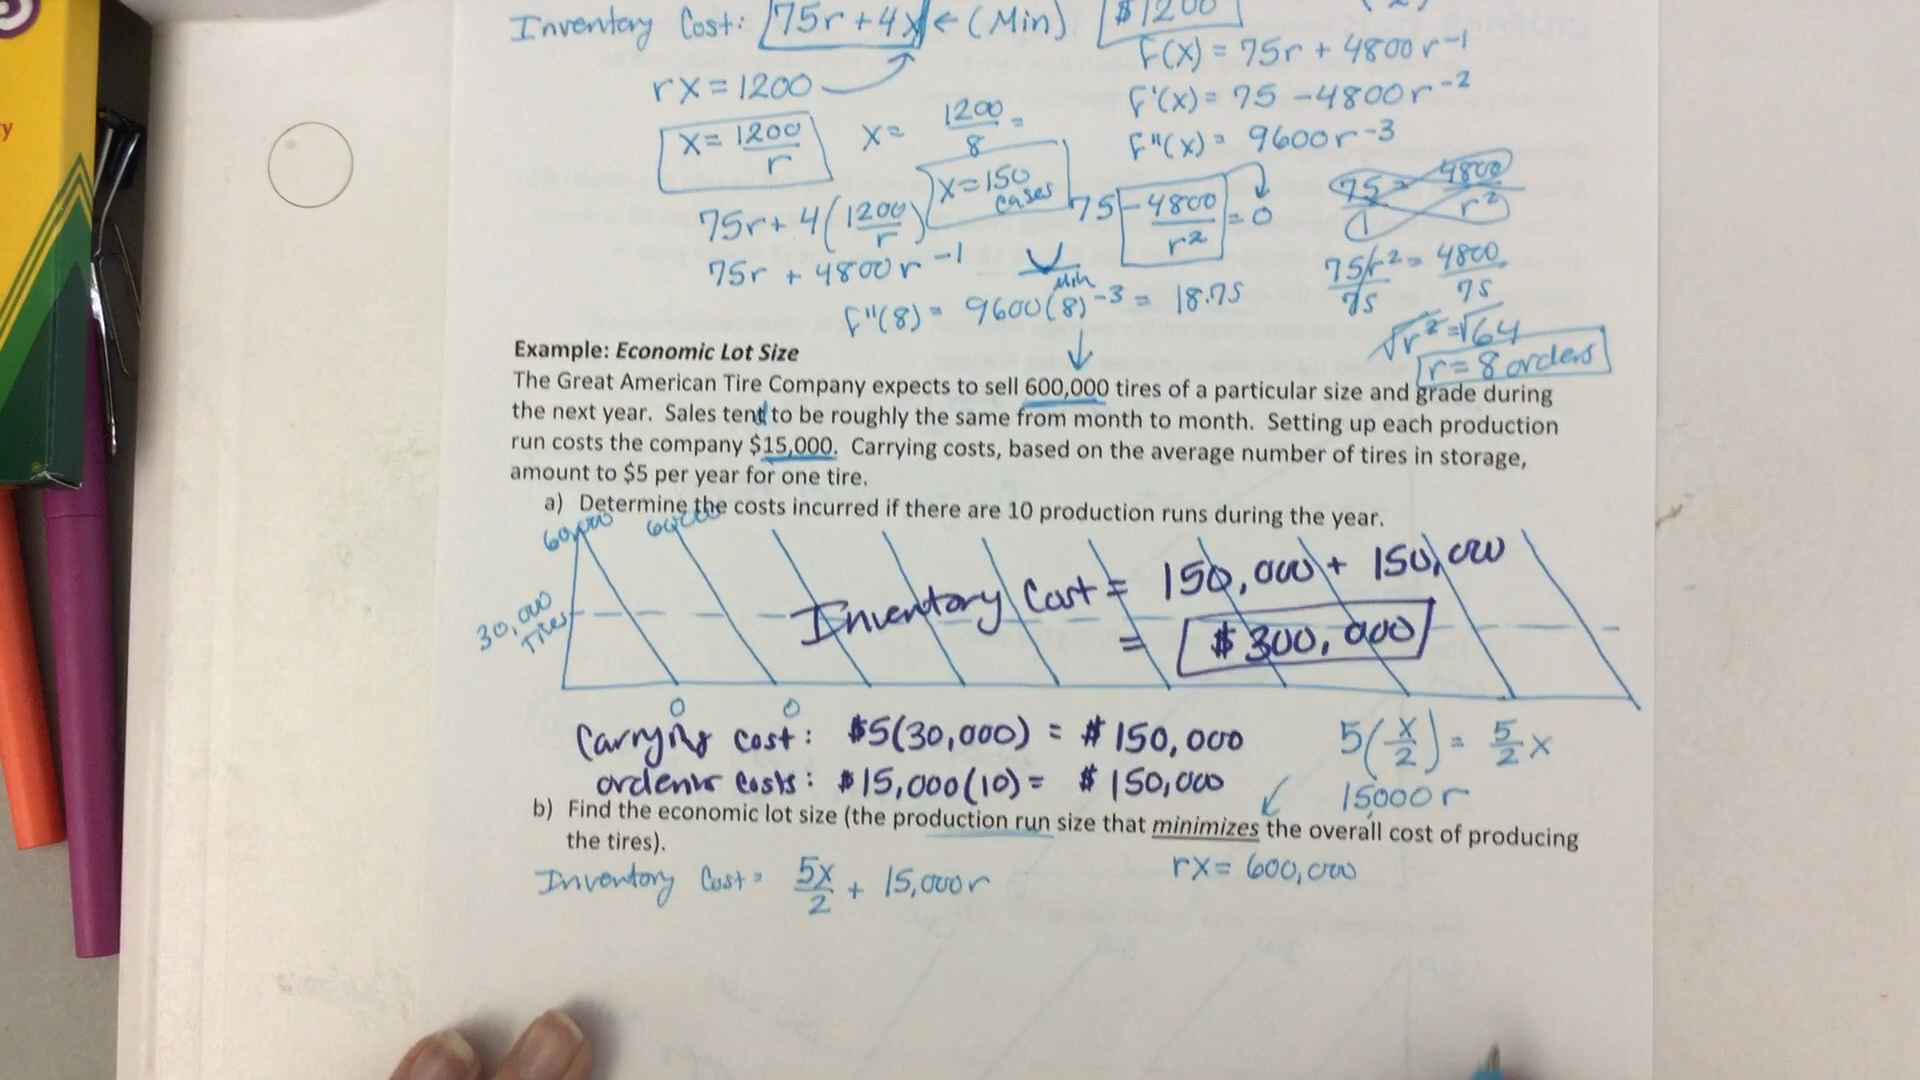 Inventory Cost: 75r + 4x ← (Min) $1200
F(x) = 75r + 4800r⁻¹
rx = 1200
F'(x) = 75 - 4800r⁻²
x = 1200/r
x = 1200/8 =
F"(x) = 9600r⁻³
x = 150 cases
75 - 4800/r² = 0
75/1 = 4800/r²
75r + 4(1200/r)
75r + 4800r⁻¹
Min
75r²/75 = 4800/75
F"(8) = 9600(8)⁻³ = 18.75
√r² = √64
r = 8 orders
Example: Economic Lot Size
The Great American Tire Company expects to sell 600,000 tires of a particular size and grade during
the next year. Sales tend to be roughly the same from month to month. Setting up each production
run costs the company $15,000. Carrying costs, based on the average number of tires in storage,
amount to $5 per year for one tire.
a) Determine the costs incurred if there are 10 production runs during the year.
60,000 60,000
Inventory Cost = 150,000 + 150,000
30,000 Tires
= $300,000
0 0
Carrying cost: $5(30,000) = $150,000
5(x/2) = 5/2 x
ordering costs: $15,000(10) = $150,000
15000r
b) Find the economic lot size (the production run size that minimizes the overall cost of producing
the tires).
Inventory Cost = 5x/2 + 15,000r
rx = 600,000